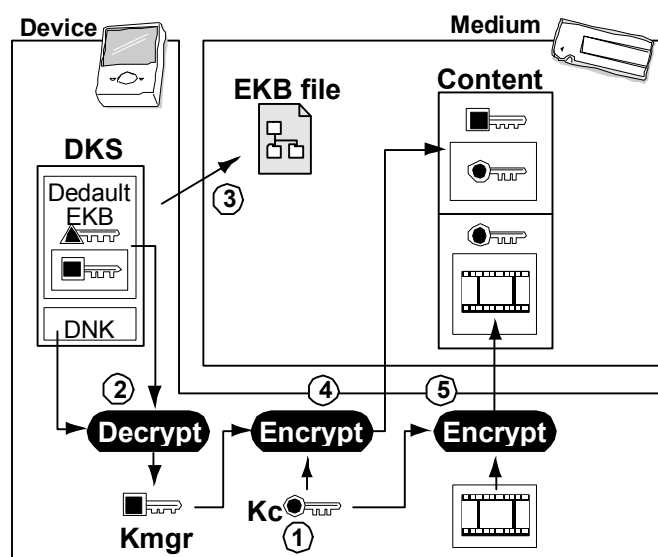 Device
Medium
EKB file
Content
DKS
Dedault
EKB
3
DNK
2
4
5
Decrypt
Encrypt
Encrypt
Kmgr
Kc
1